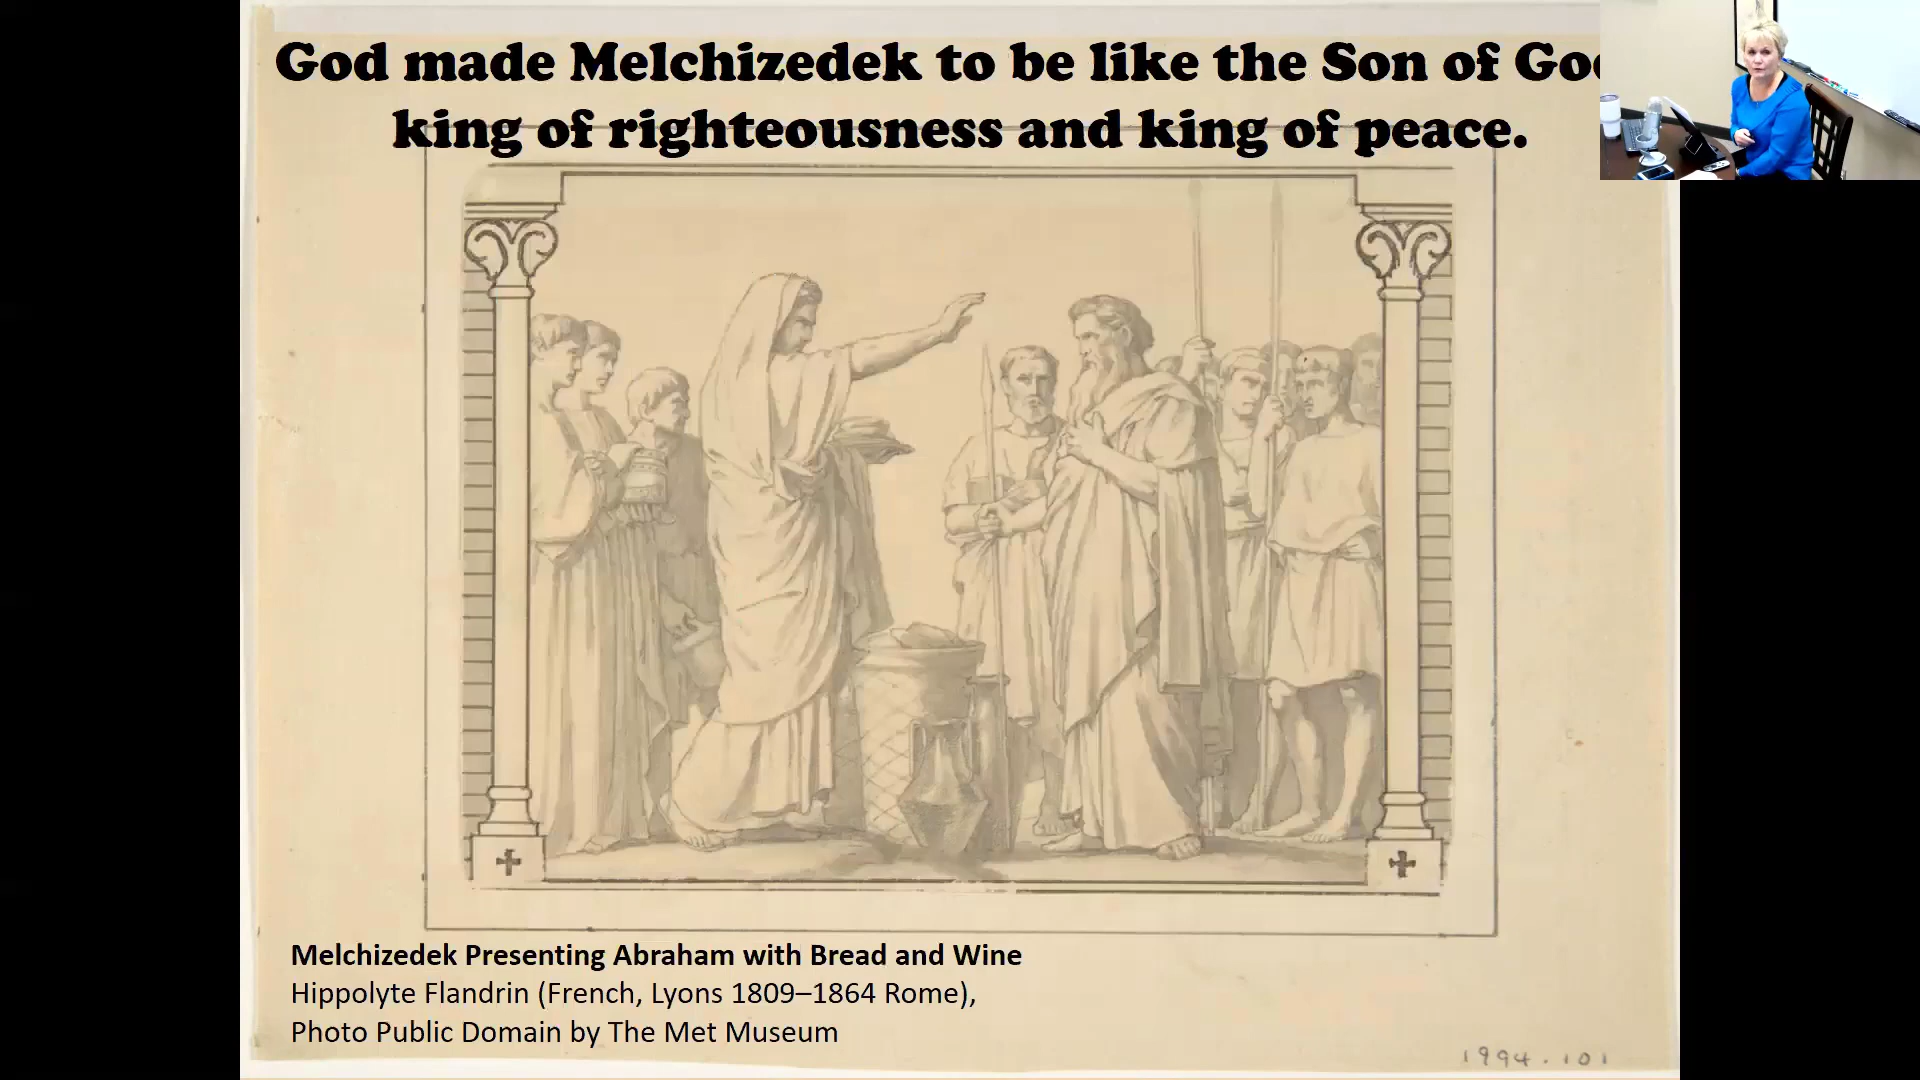 God made Melchizedek to be like the Son of God
king of righteousness and king of peace.
Melchizedek Presenting Abraham with Bread and Wine
Hippolyte Flandrin (French, Lyons 1809–1864 Rome),
Photo Public Domain by The Met Museum
1994.101